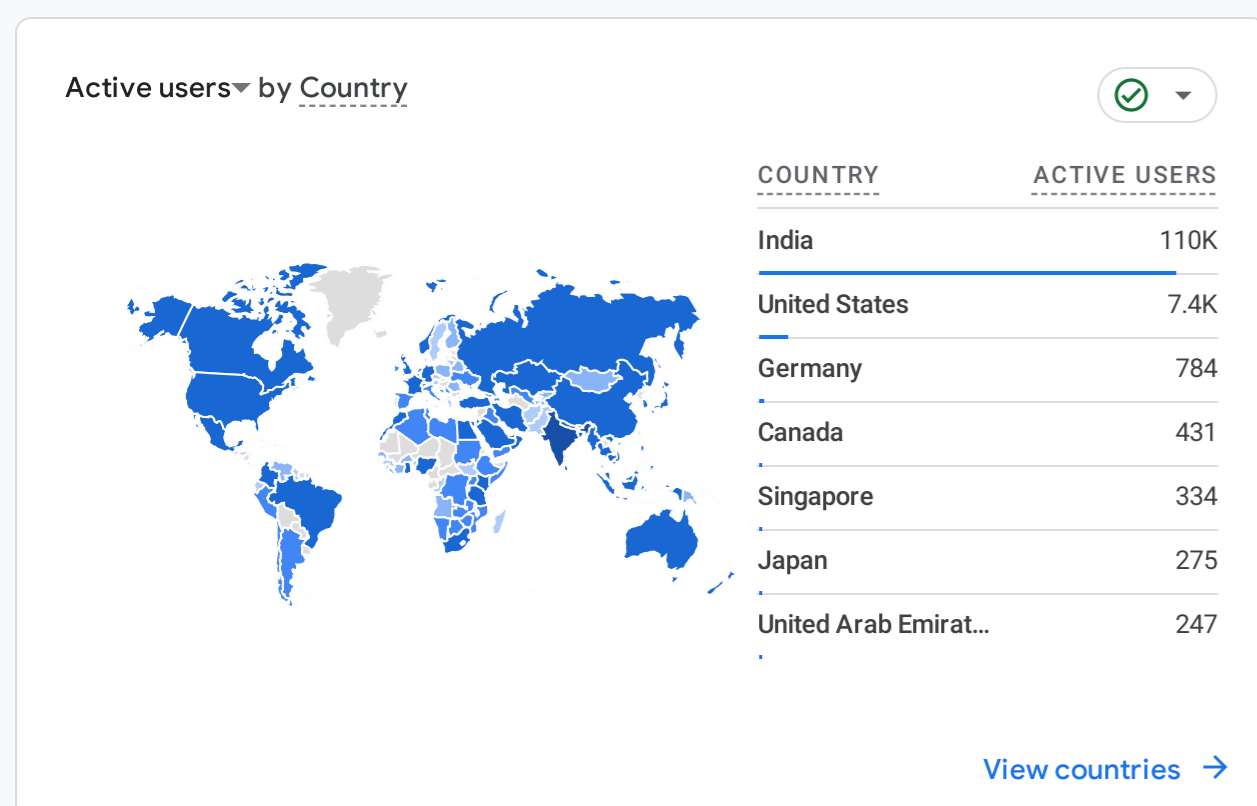 Active users by Country
COUNTRY ACTIVE USERS
India 110K
United States 7.4K
Germany 784
Canada 431
Singapore 334
Japan 275
United Arab Emirat... 247
View countries